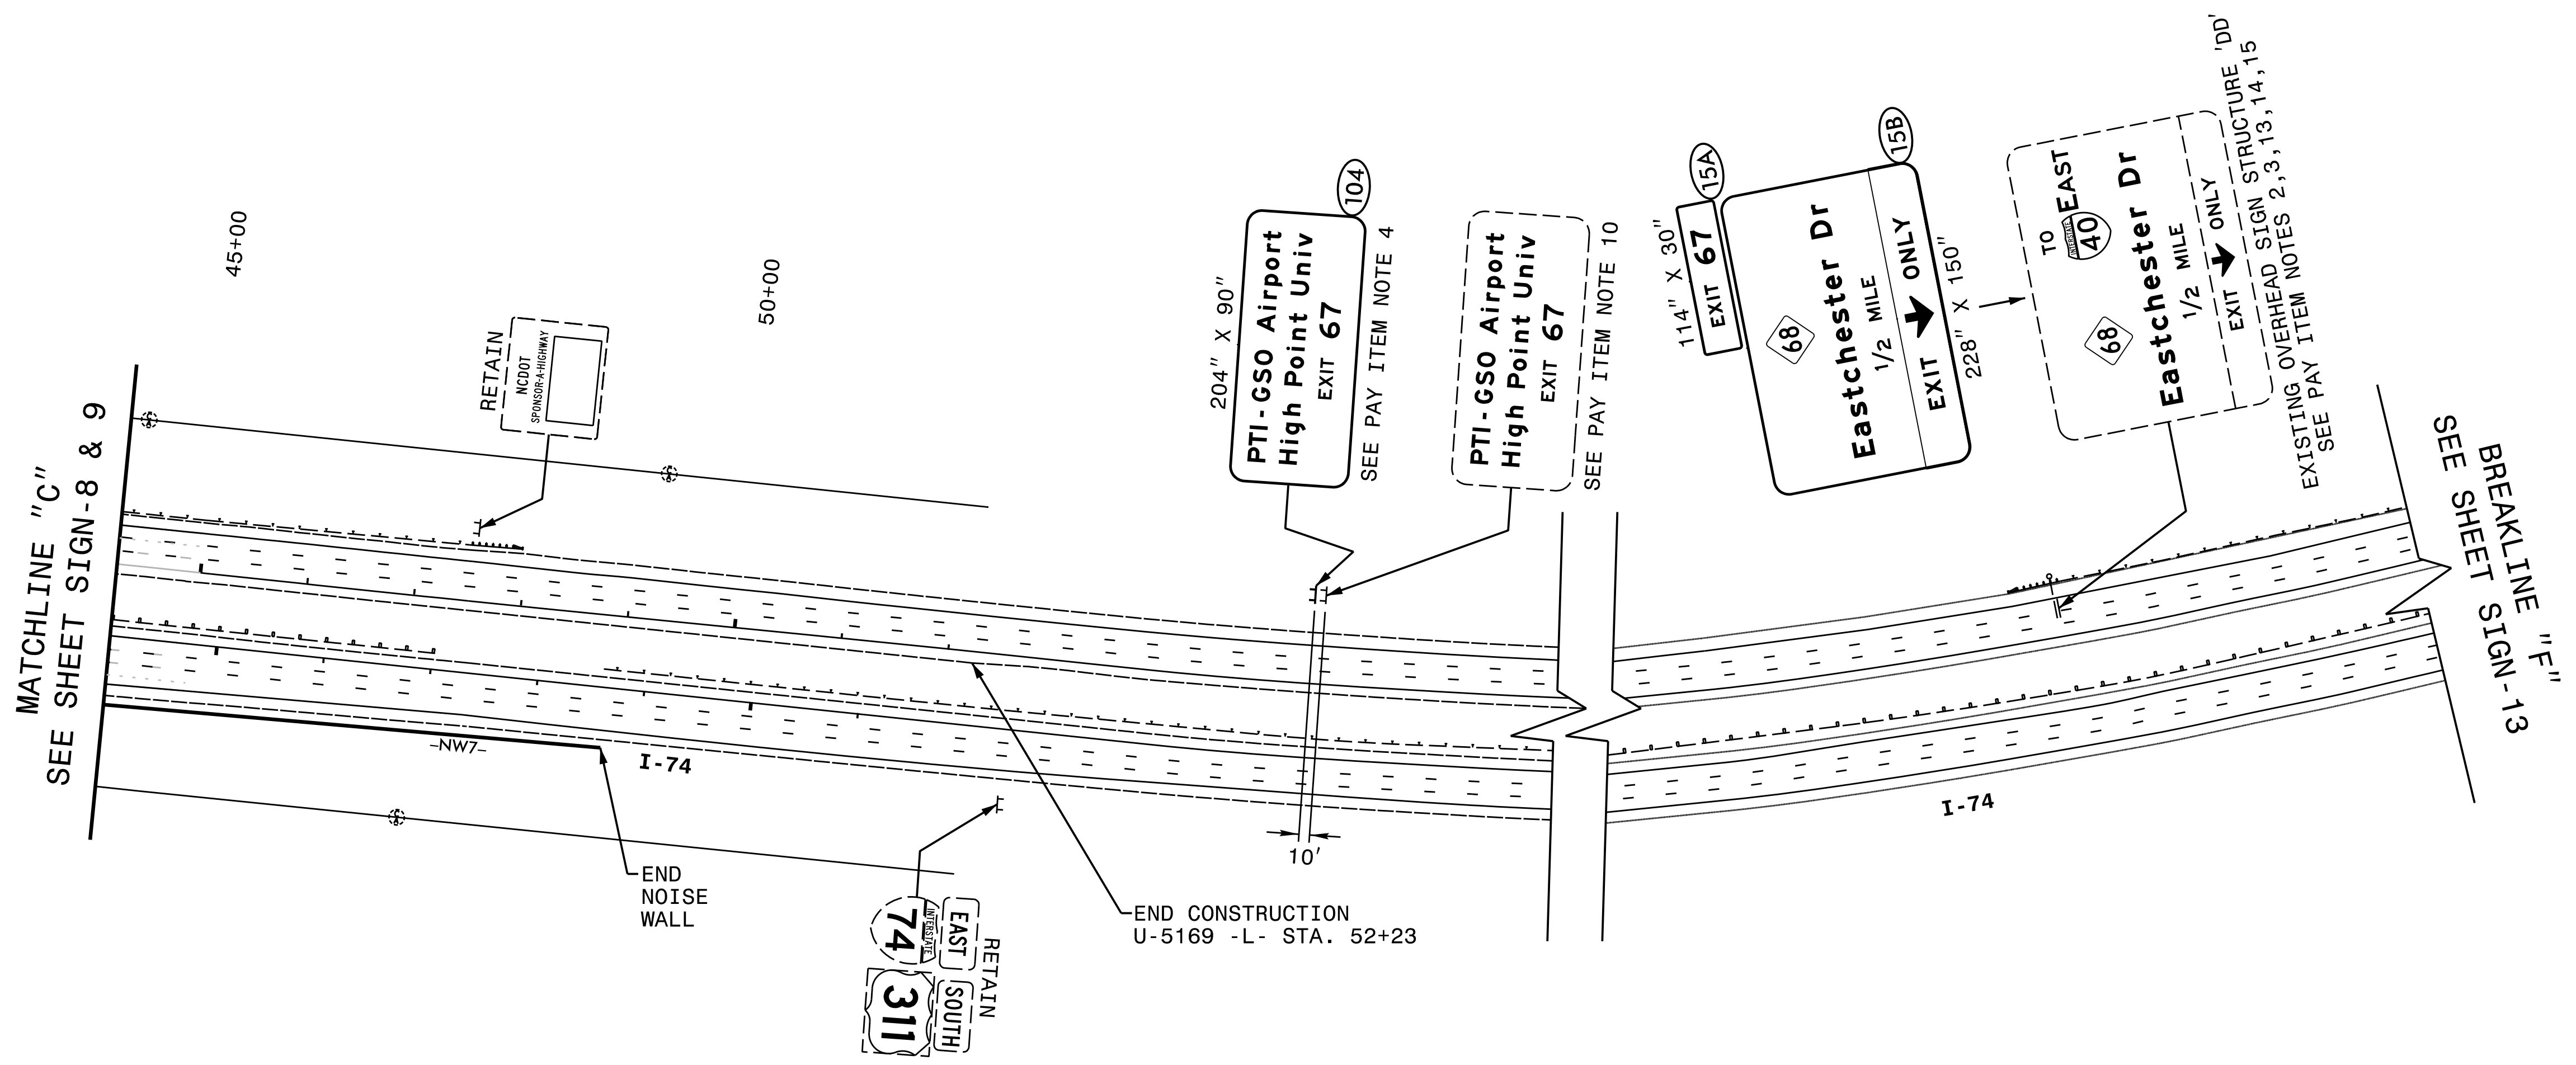 MATCHLINE "C"
SEE SHEET SIGN-8 & 9
45+00
50+00
RETAIN
NCDOT
SPONSOR-A-HIGHWAY
204" X 90"
PTI-GSO Airport
High Point Univ
EXIT 67
104
SEE PAY ITEM NOTE 4
PTI-GSO Airport
High Point Univ
EXIT 67
SEE PAY ITEM NOTE 10
114" X 30"
EXIT 67
15A
68
Eastchester Dr
1/2 MILE
EXIT ONLY
15B
228" X 150"
TO
INTERSTATE
40
EAST
68
Eastchester Dr
1/2 MILE
EXIT ONLY
EXISTING OVERHEAD SIGN STRUCTURE 'DD'
SEE PAY ITEM NOTES 2,3,13,14,15
BREAKLINE "F"
SEE SHEET SIGN-13
-NW7-
I-74
I-74
END
NOISE
WALL
10'
END CONSTRUCTION
U-5169 -L- STA. 52+23
RETAIN
EAST
SOUTH
INTERSTATE
74
311